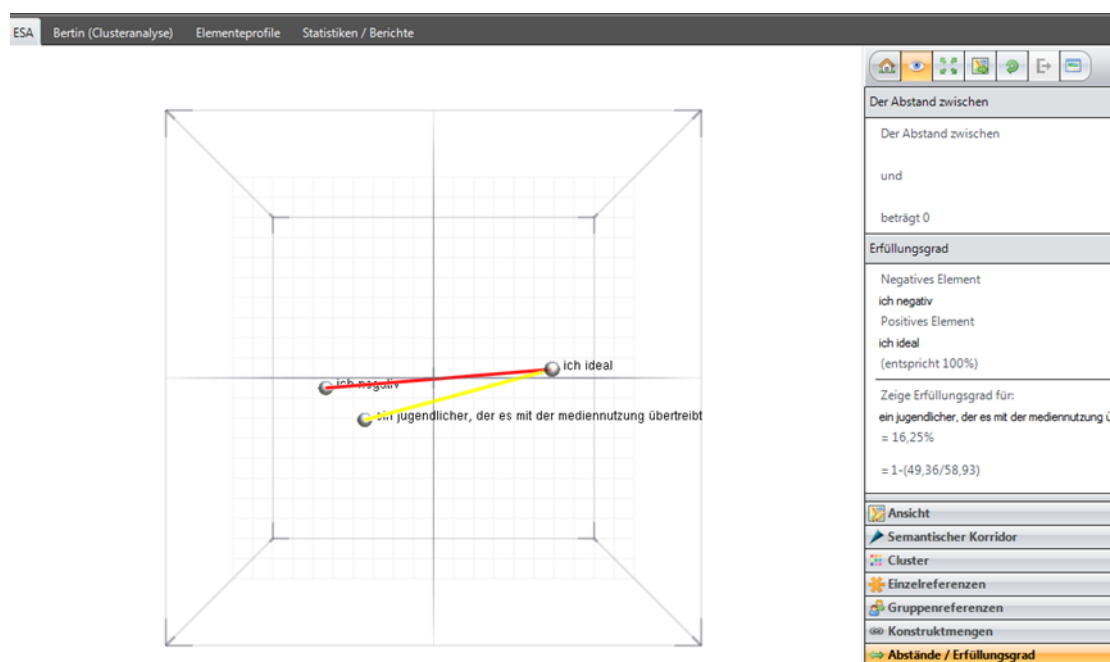 ESA Bertin (Clusteranalyse) Elementeprofile Statistiken / Berichte
ich ideal
ich negativ
ein jugendlicher, der es mit der mediennutzung übertreibt
Der Abstand zwischen
Der Abstand zwischen
und
beträgt 0
Erfüllungsgrad
Negatives Element
ich negativ
Positives Element
ich ideal
(entspricht 100%)
Zeige Erfüllungsgrad für:
ein jugendlicher, der es mit der mediennutzung ü
= 16,25%
= 1-(49,36/58,93)
Ansicht
Semantischer Korridor
Cluster
Einzelreferenzen
Gruppenreferenzen
Konstruktmengen
Abstände / Erfüllungsgrad